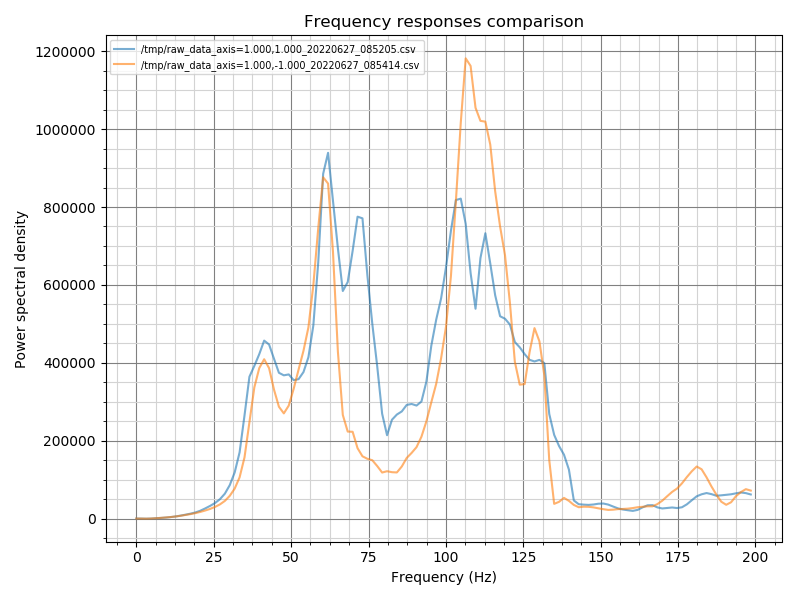 Frequency responses comparison
/tmp/raw_data_axis=1.000,1.000_20220627_085205.csv
/tmp/raw_data_axis=1.000,-1.000_20220627_085414.csv
Power spectral density
1200000
1000000
800000
600000
400000
200000
0
0 25 50 75 100 125 150 175 200
Frequency (Hz)